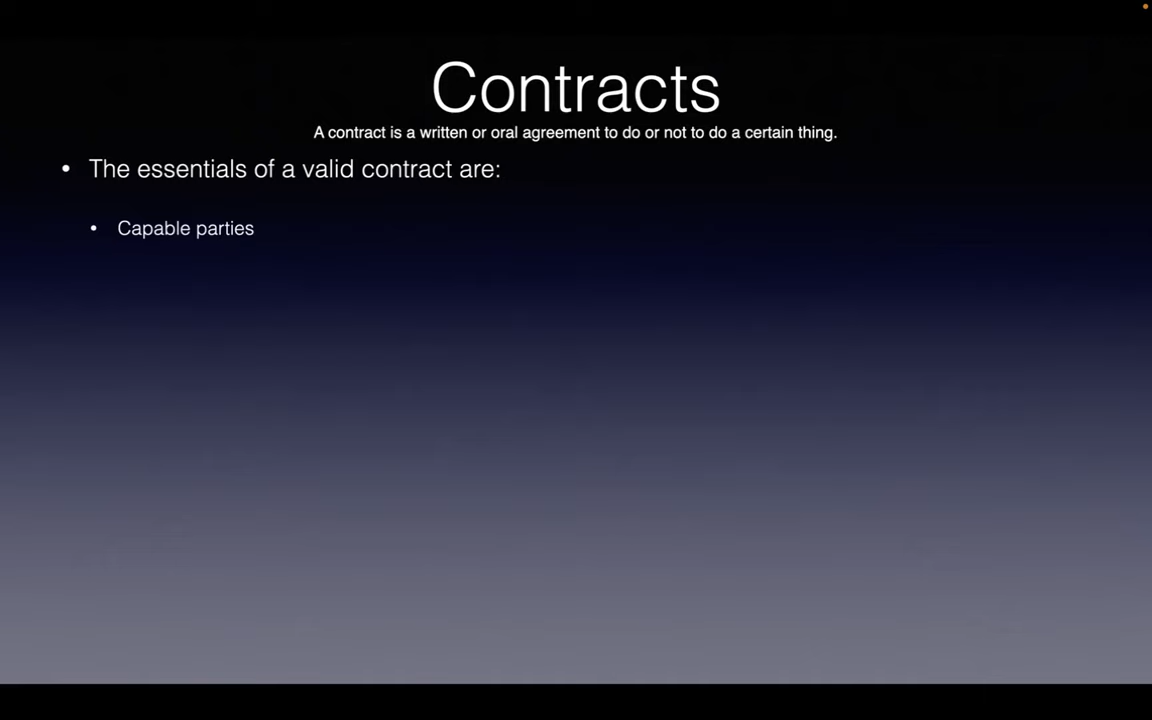 Contracts
A contract is a written or oral agreement to do or not to do a certain thing.
• The essentials of a valid contract are:
• Capable parties